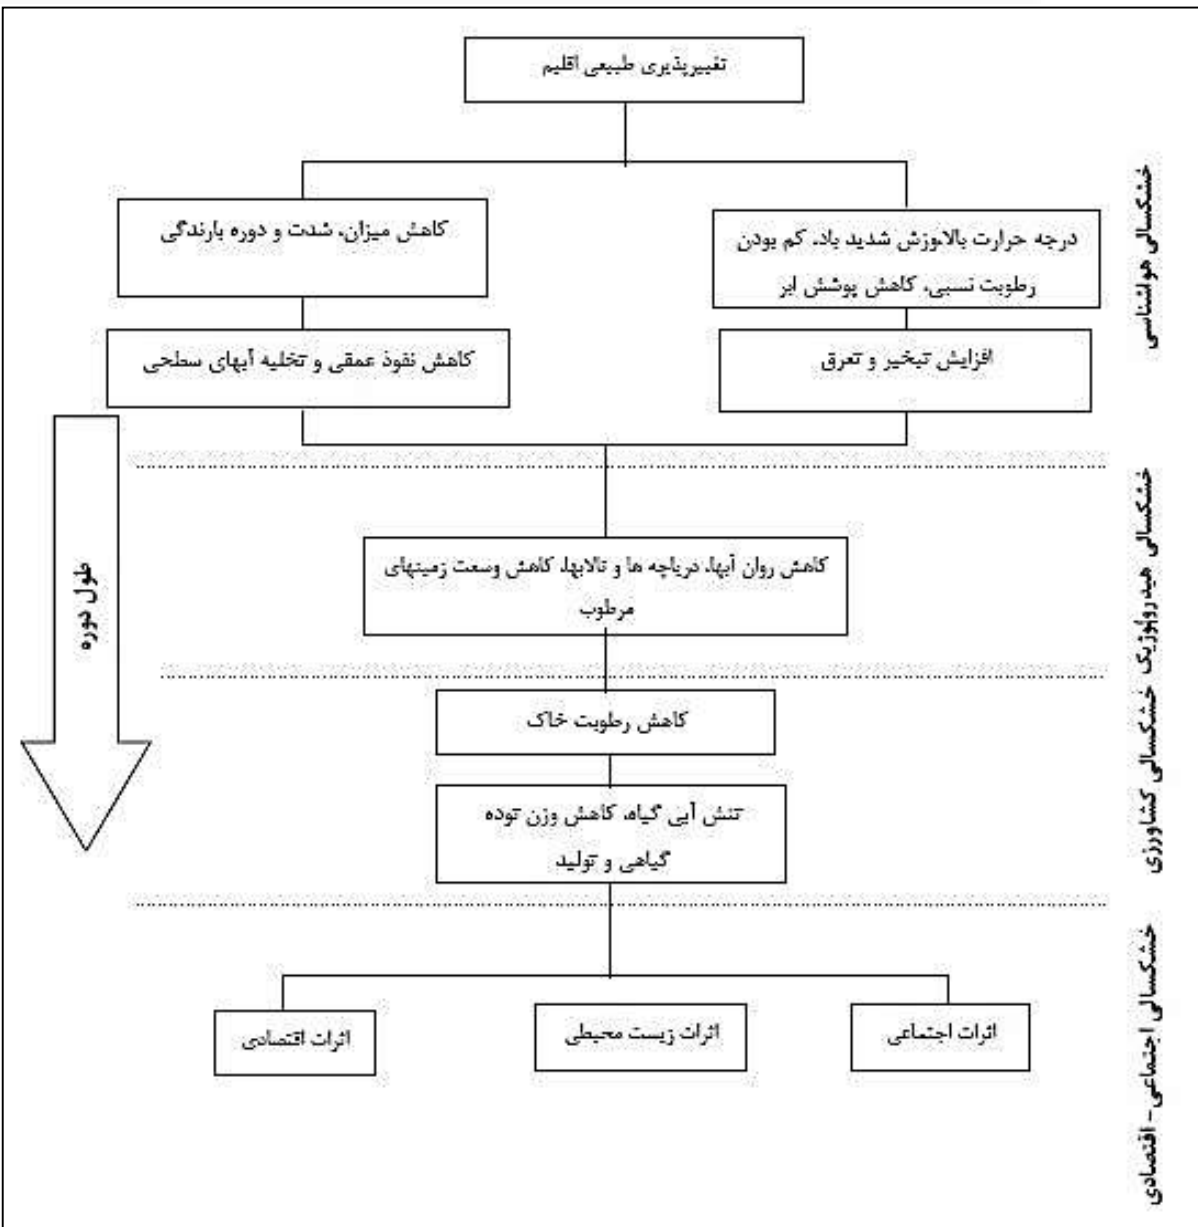 تغییرپذیری طبیعی اقلیم
کاهش میزان، شدت و دوره بارندگی
درجه حرارت بالا،وزش شدید باد، کم بودن
رطوبت نسبی، کاهش پوشش ابر
کاهش نفوذ عمقی و تخلیه آبهای سطحی
افزایش تبخیر و تعرق
خشکسالی هواشناسی
کاهش روان آبها، دریاچه ها و تالابها، کاهش وسعت زمینهای
مرطوب
خشکسالی هیدرولوژیک
طول دوره
کاهش رطوبت خاک
تنش آبی گیاه، کاهش وزن توده
گیاهی و تولید
خشکسالی کشاورزی
اثرات اجتماعی
اثرات زیست محیطی
اثرات اقتصادی
خشکسالی اجتماعی - اقتصادی